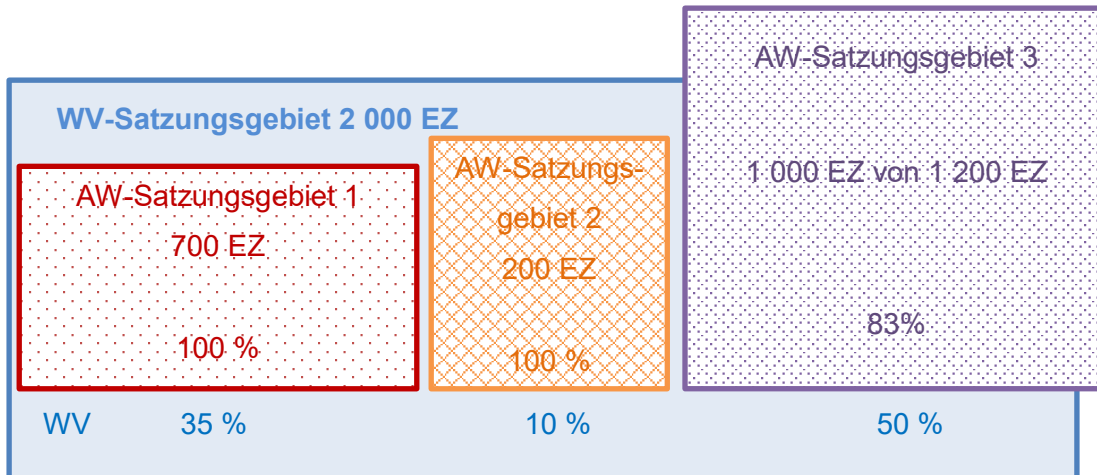 WV-Satzungsgebiet 2 000 EZ
AW-Satzungsgebiet 1
700 EZ
100 %
AW-Satzungs-
gebiet 2
200 EZ
100 %
AW-Satzungsgebiet 3
1 000 EZ von 1 200 EZ
83%
WV 35 % 10 % 50 %